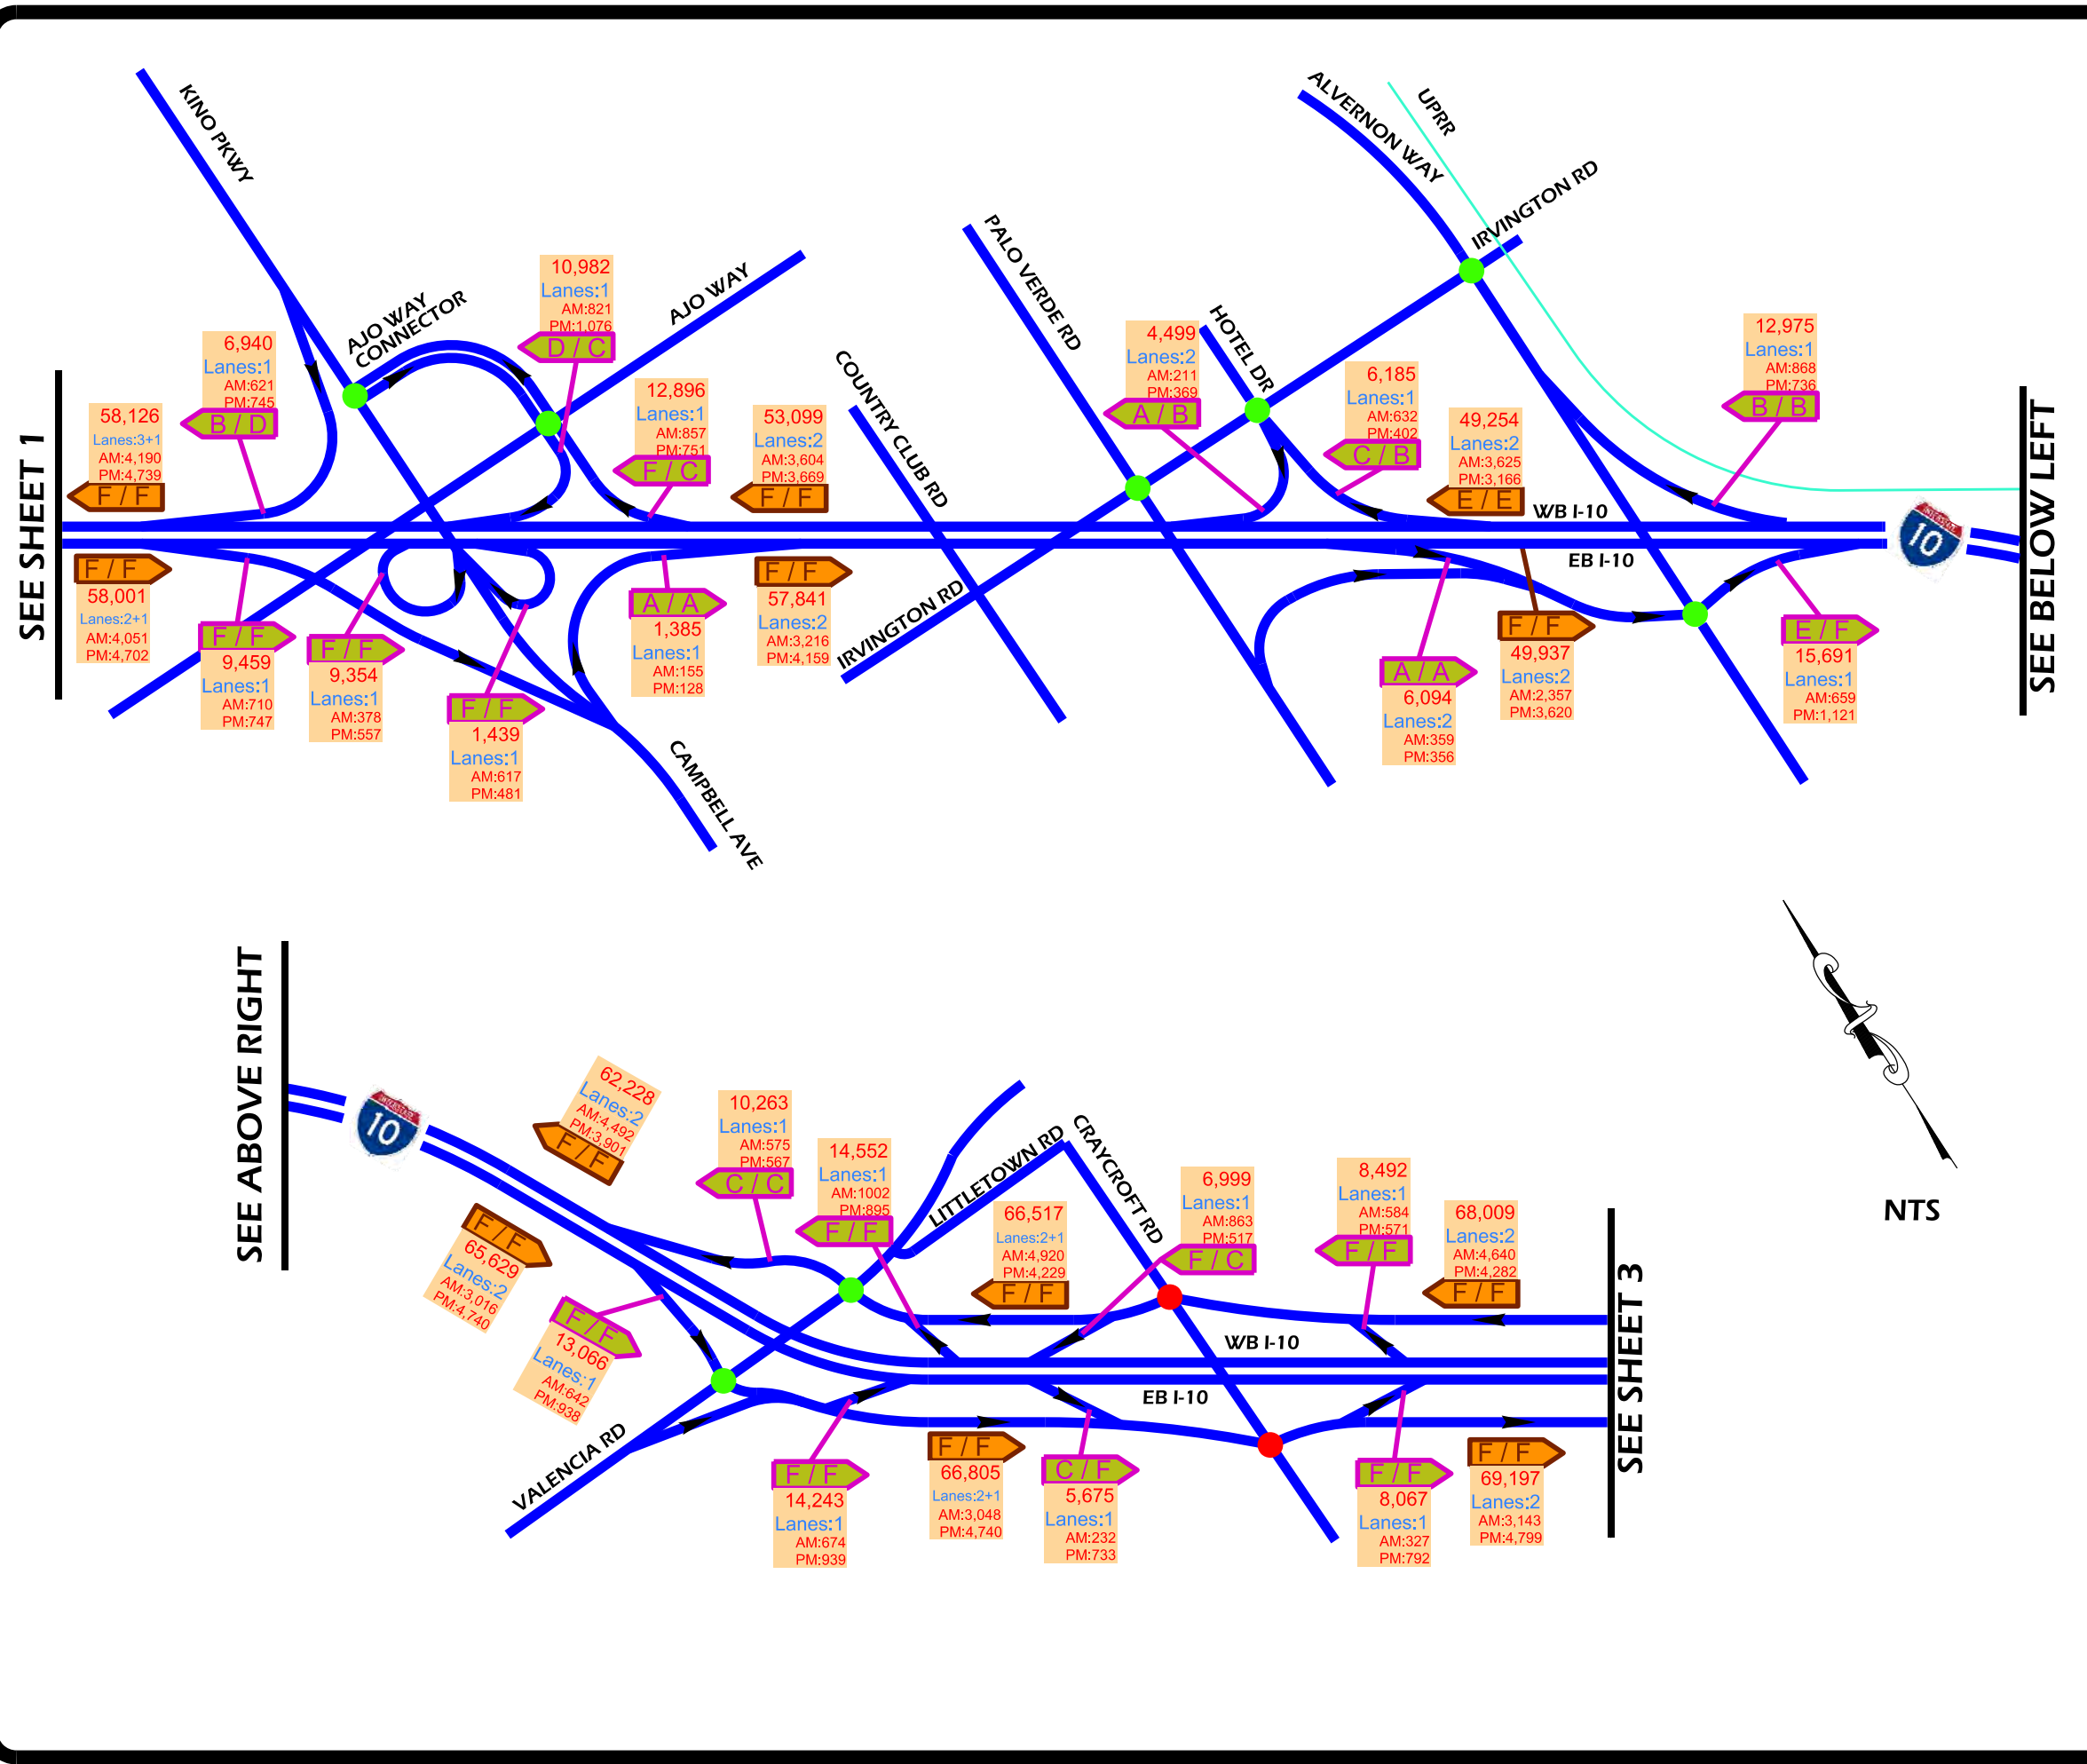 KINO PKWY
AJO WAY
CONNECTOR
AJO WAY
10,982
Lanes:1
AM:821
PM:1,076
D / C
6,940
Lanes:1
AM:621
PM:745
B / D
58,126
Lanes:3+1
AM:4,190
PM:4,739
F / F
12,896
Lanes:1
AM:857
PM:751
F / C
53,099
Lanes:2
AM:3,604
PM:3,669
F / F
SEE SHEET 1
COUNTRY CLUB RD
PALO VERDE RD
HOTEL DR
ALVERNON WAY
UPRR
IRVINGTON RD
4,499
Lanes:2
AM:211
PM:369
A / B
6,185
Lanes:1
AM:632
PM:402
C / B
49,254
Lanes:2
AM:3,625
PM:3,166
E / E
12,975
Lanes:1
AM:868
PM:736
B / B
WB I-10
EB I-10
INTERSTATE
10
SEE BELOW LEFT
F / F
58,001
Lanes:2+1
AM:4,051
PM:4,702
F / F
9,459
Lanes:1
AM:710
PM:747
F / F
9,354
Lanes:1
AM:378
PM:557
F / F
1,439
Lanes:1
AM:617
PM:481
A / A
1,385
Lanes:1
AM:155
PM:128
F / F
57,841
Lanes:2
AM:3,216
PM:4,159
IRVINGTON RD
CAMPBELL AVE
A / A
6,094
Lanes:2
AM:359
PM:356
F / F
49,937
Lanes:2
AM:2,357
PM:3,620
E / F
15,691
Lanes:1
AM:659
PM:1,121
SEE ABOVE RIGHT
INTERSTATE
10
62,228
Lanes:2
AM:4,492
PM:3,901
F / F
10,263
Lanes:1
AM:575
PM:567
C / C
14,552
Lanes:1
AM:1002
PM:895
F / F
LITTLETOWN RD
CRAYCROFT RD
66,517
Lanes:2+1
AM:4,920
PM:4,229
F / F
6,999
Lanes:1
AM:863
PM:517
F / C
8,492
Lanes:1
AM:584
PM:571
F / F
68,009
Lanes:2
AM:4,640
PM:4,282
F / F
NTS
F / F
65,629
Lanes:2
AM:3,016
PM:4,740
F / F
13,066
Lanes:1
AM:642
PM:938
WB I-10
EB I-10
SEE SHEET 3
VALENCIA RD
F / F
14,243
Lanes:1
AM:674
PM:939
F / F
66,805
Lanes:2+1
AM:3,048
PM:4,740
C / F
5,675
Lanes:1
AM:232
PM:733
F / F
8,067
Lanes:1
AM:327
PM:792
F / F
69,197
Lanes:2
AM:3,143
PM:4,799